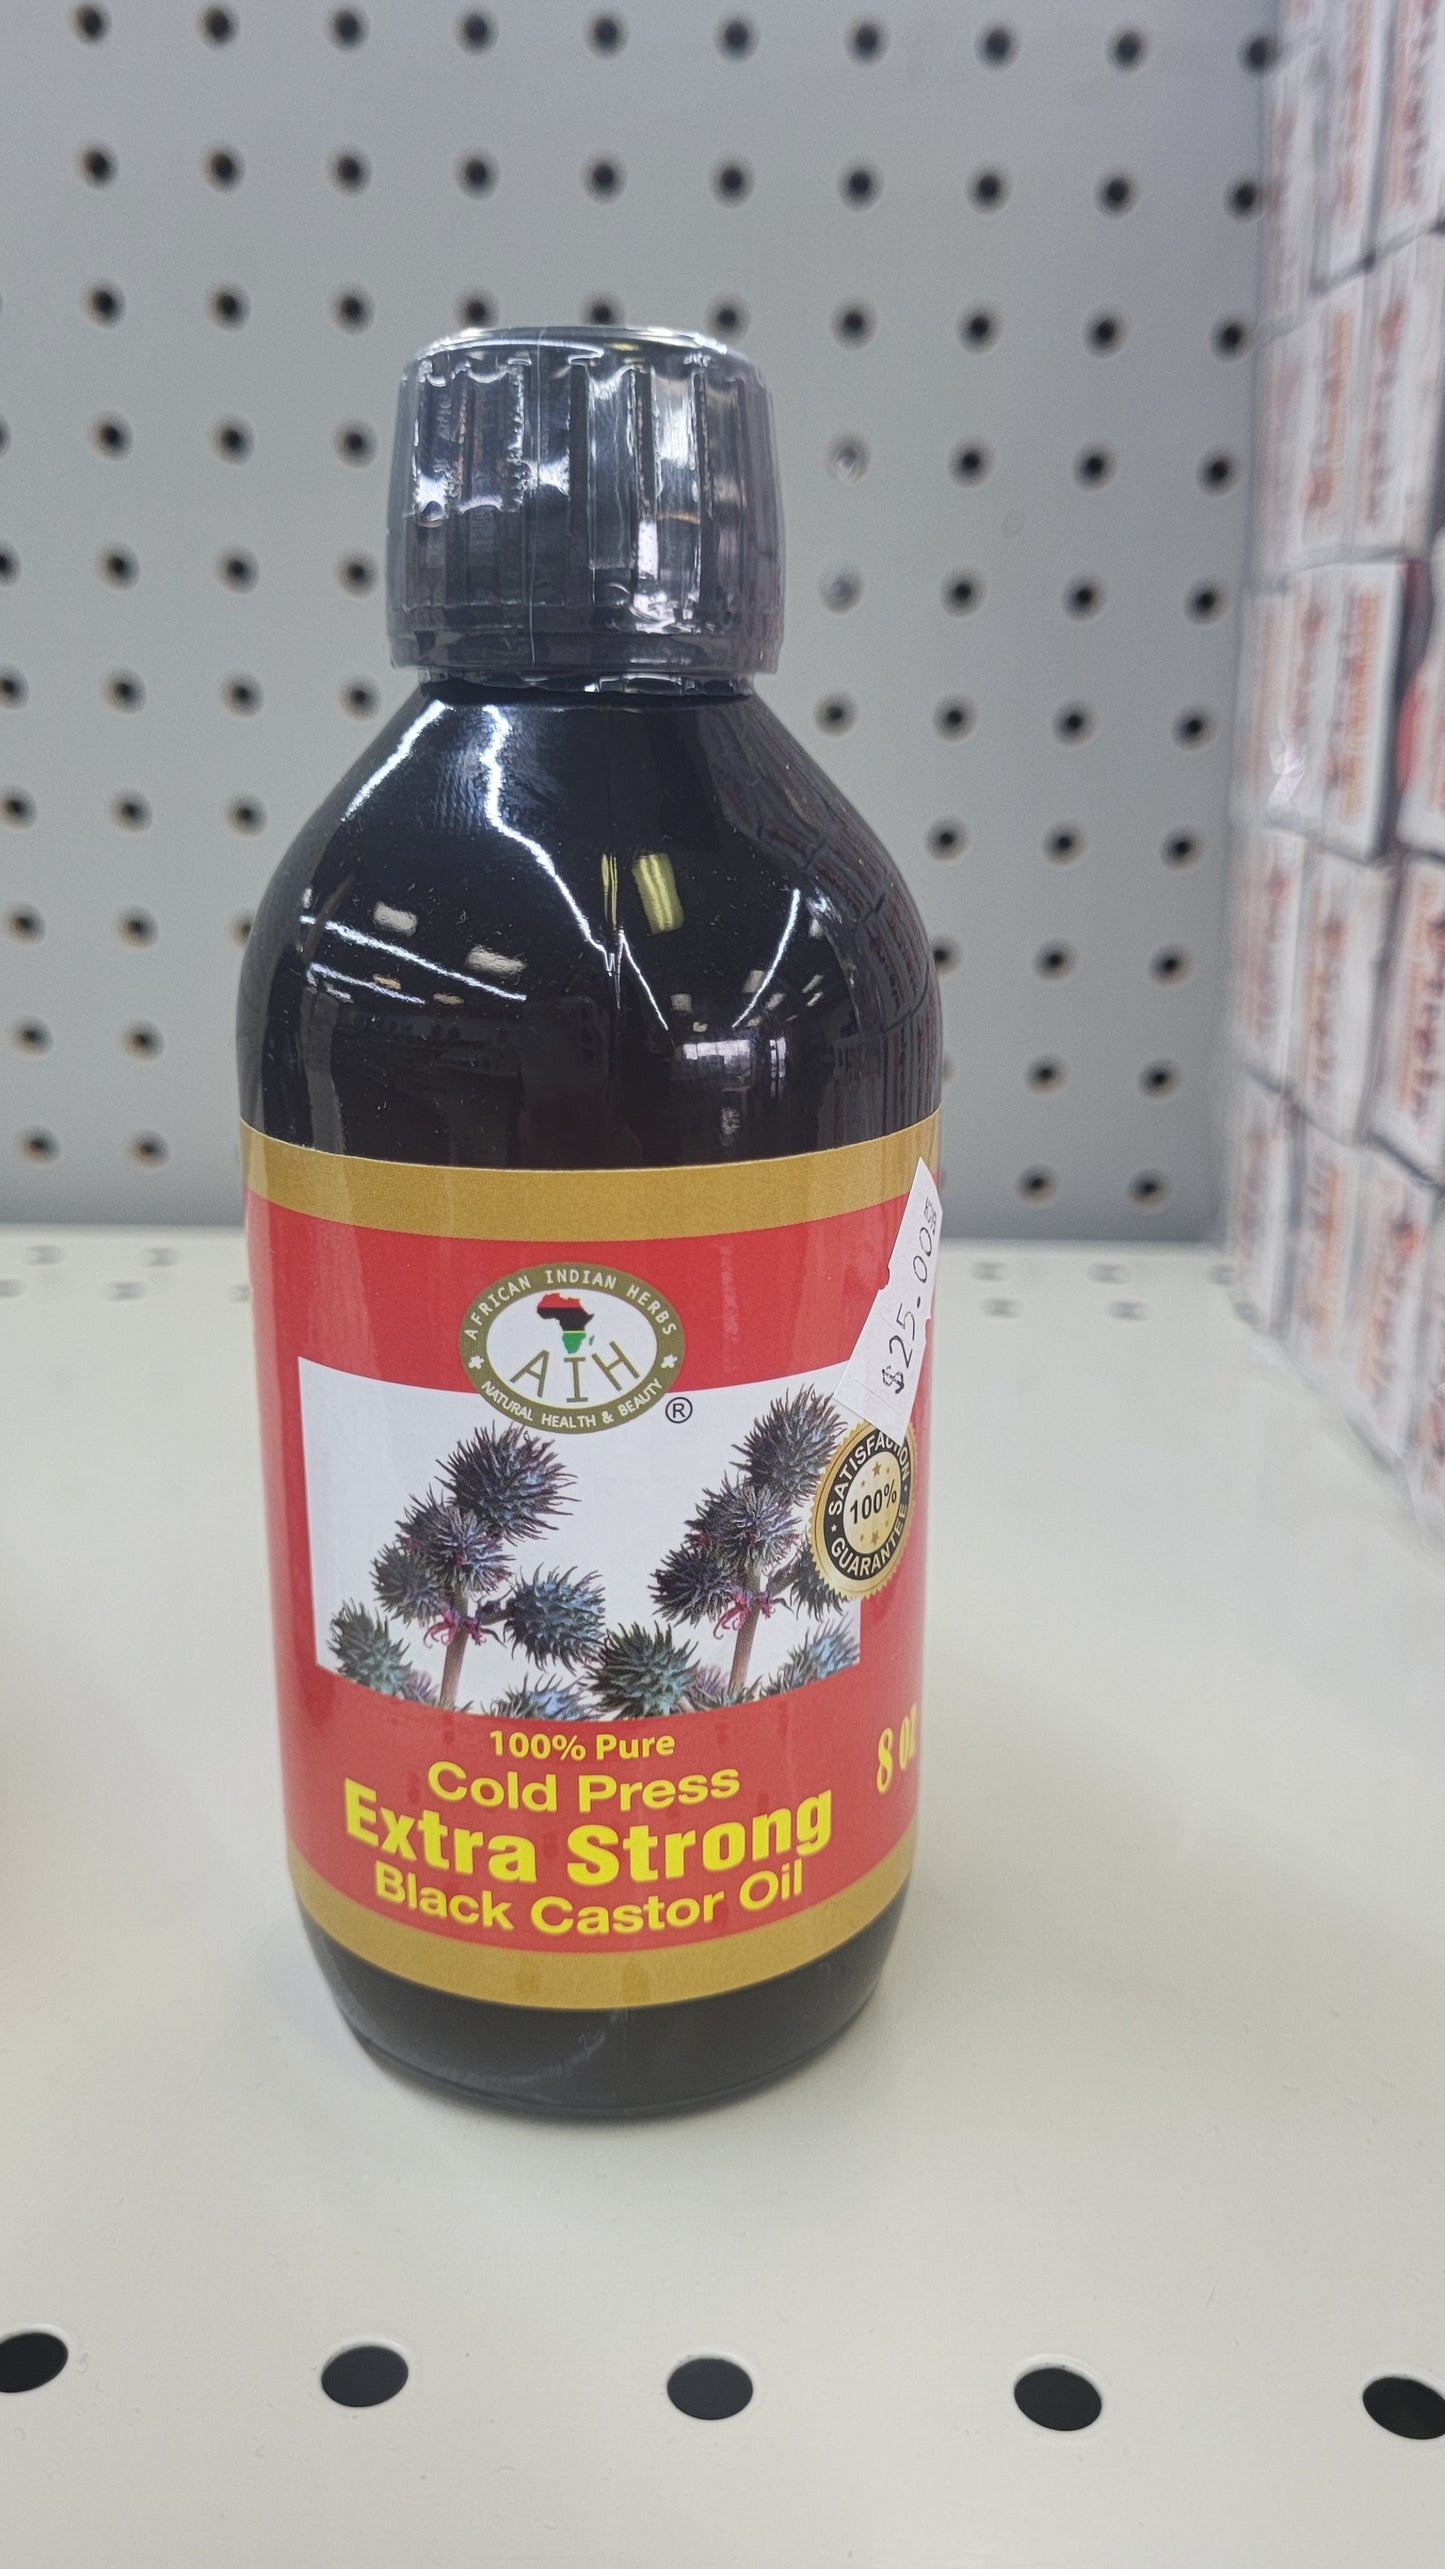 AFRICAN INDIAN HERBS
AIH
NATURAL HEALTH & BEAUTY
®
$25.00
SATISFACTION
100%
GUARANTEE
100% Pure
Cold Press
Extra Strong
Black Castor Oil
8 oz